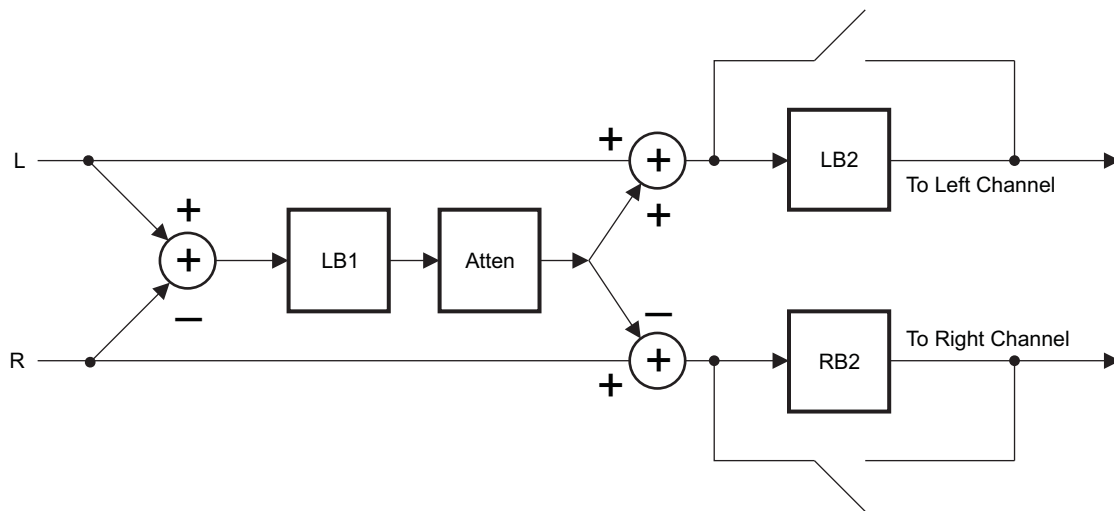 +
L
+
LB2
To Left Channel
+
+
+
LB1
Atten
−
−
To Right Channel
R
+
RB2
+